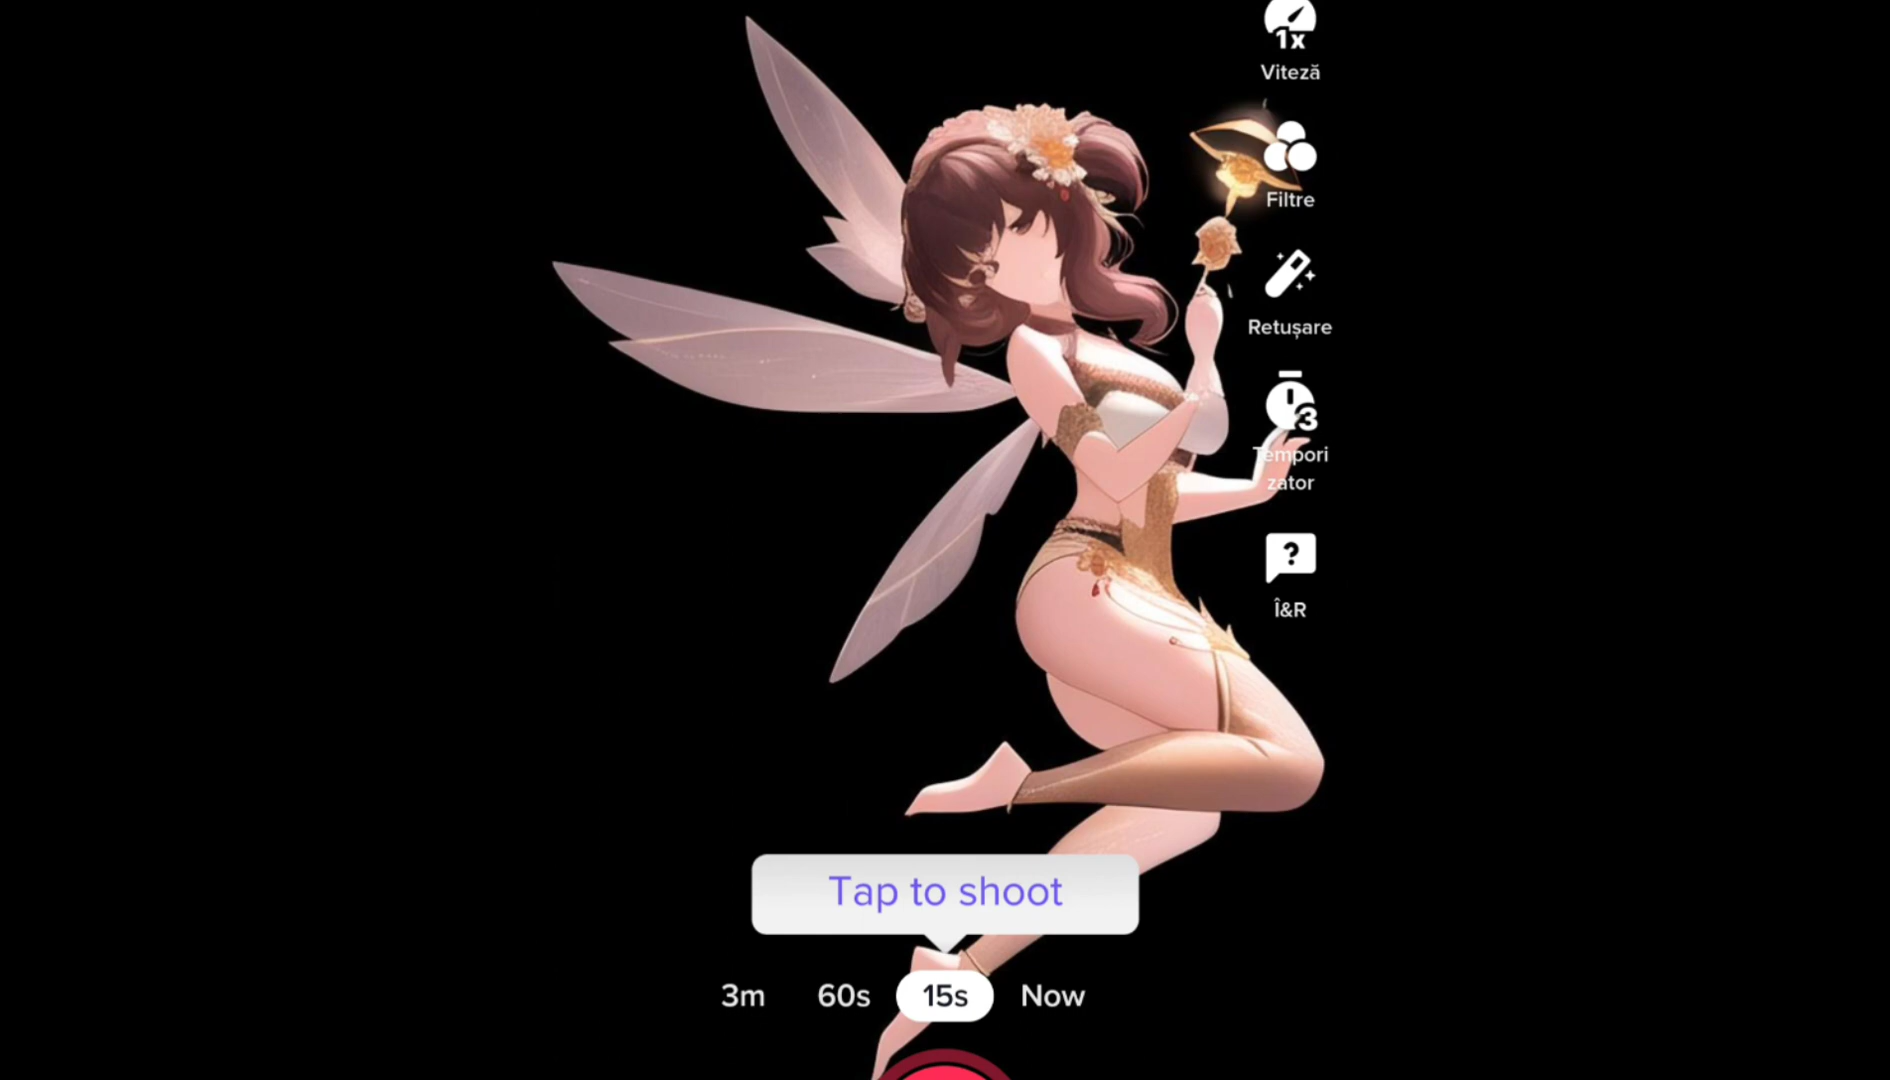 1x
Viteză
Filtre
Retușare
3
Tempori
zator
?
Î&R
Tap to shoot
3m 60s 15s Now